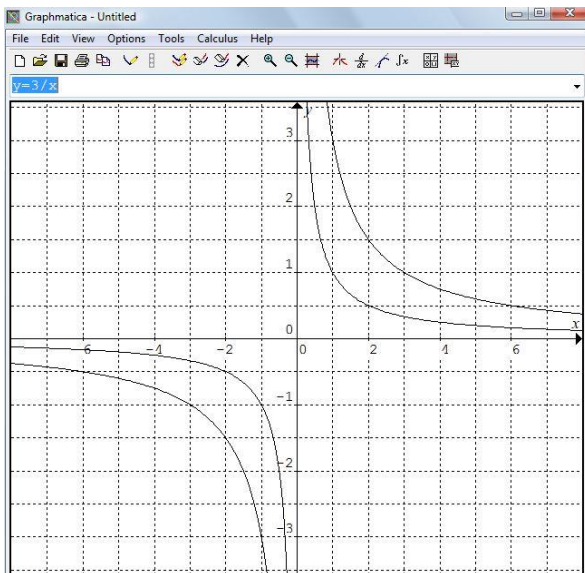 Graphmatica - Untitled
File Edit View Options Tools Calculus Help
y=3/x
y
3
2
1
0
-6 -4 -2 0 2 4 6 x
-1
-2
-3